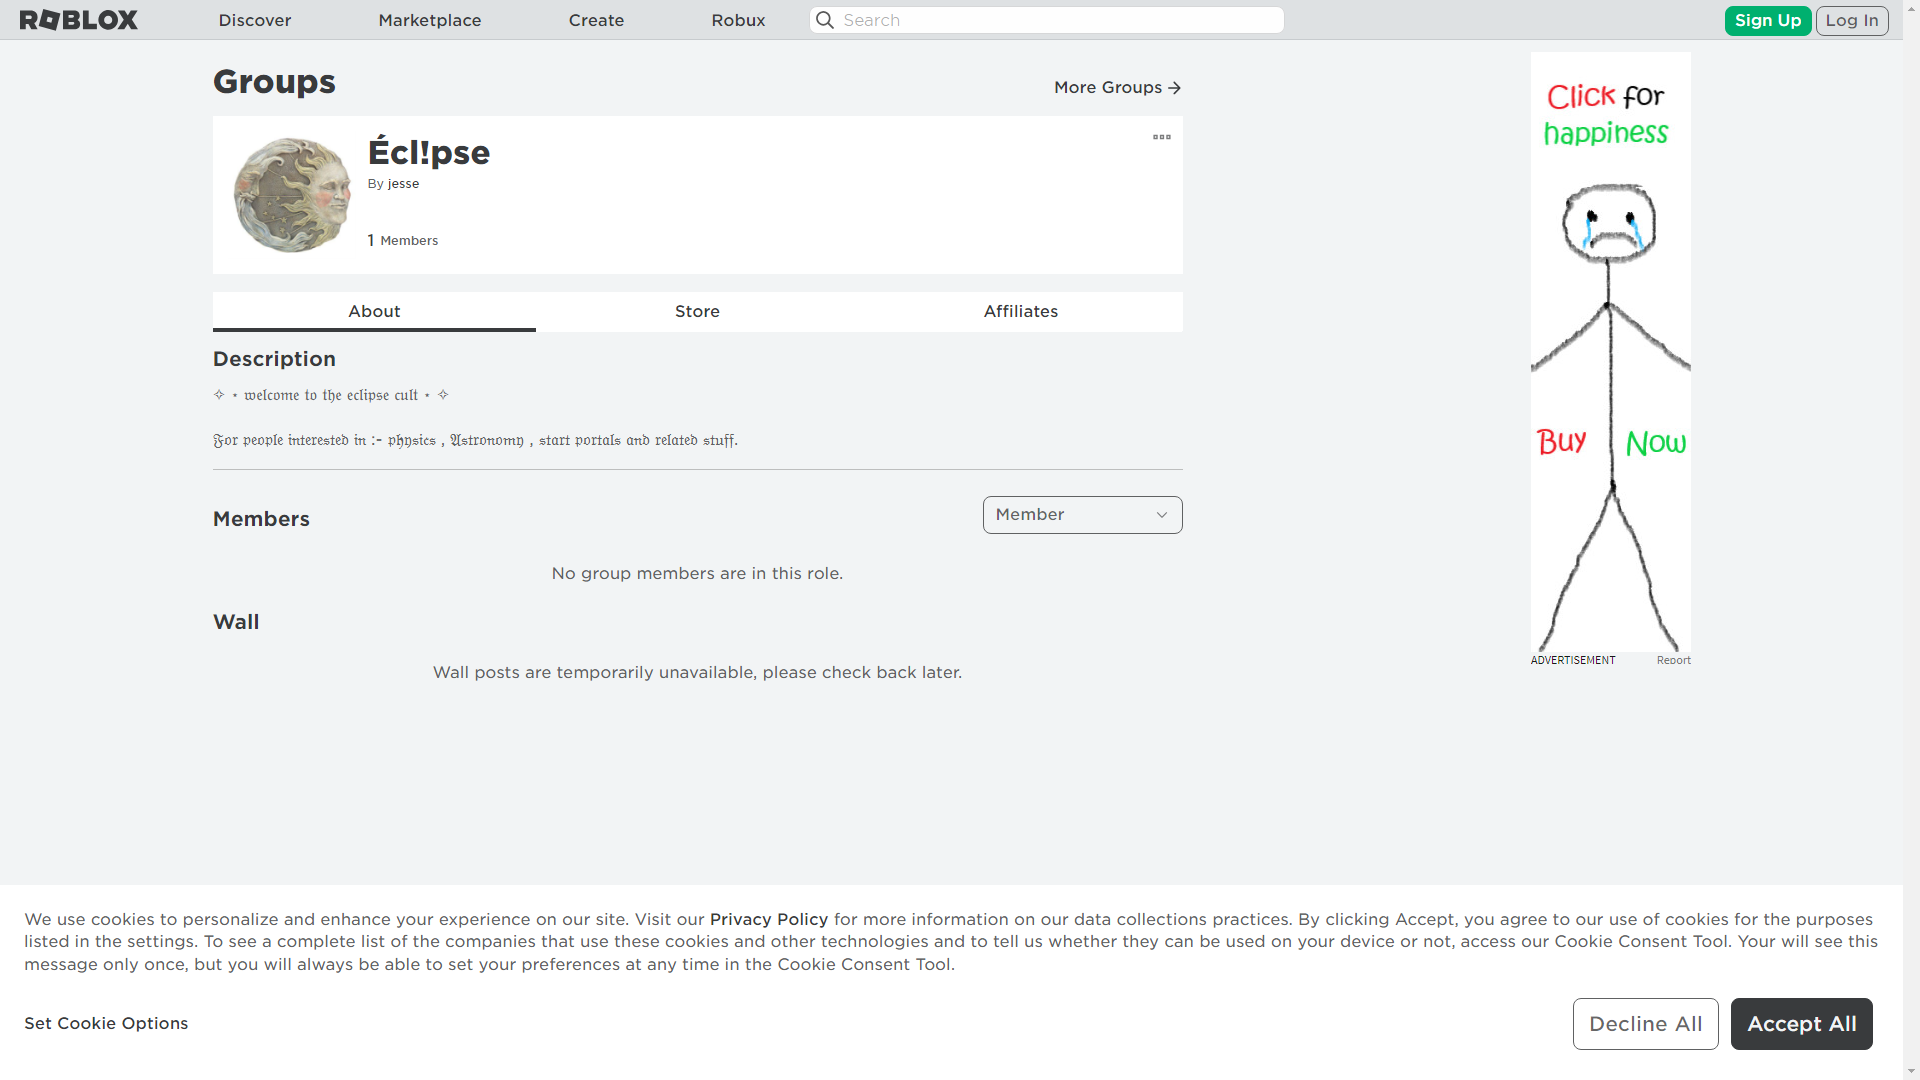 ROBLOX
Discover
Marketplace
Create
Robux
Search
Sign Up
Log In
Groups
More Groups
Écl!pse
By jesse
1 Members
About
Store
Affiliates
Description
✧ ⋆ 𝔴𝔢𝔩𝔠𝔬𝔪𝔢 𝔱𝔬 𝔱𝔥𝔢 𝔢𝔠𝔩𝔦𝔭𝔰𝔢 𝔠𝔲𝔩𝔱 ⋆ ✧
𝔉𝔬𝔯 𝔭𝔢𝔬𝔭𝔩𝔢 𝔦𝔫𝔱𝔢𝔯𝔢𝔰𝔱𝔢𝔡 𝔦𝔫 :- 𝔭𝔥𝔶𝔰𝔦𝔠𝔰 , 𝔄𝔰𝔱𝔯𝔬𝔫𝔬𝔪𝔶 , 𝔰𝔱𝔞𝔯𝔱 𝔭𝔬𝔯𝔱𝔞𝔩𝔰 𝔞𝔫𝔡 𝔯𝔢𝔩𝔞𝔱𝔢𝔡 𝔰𝔱𝔲𝔣𝔣.
Members
Member
No group members are in this role.
Wall
Wall posts are temporarily unavailable, please check back later.
Click for
happiness
Buy Now
ADVERTISEMENT
Report
We use cookies to personalize and enhance your experience on our site. Visit our Privacy Policy for more information on our data collections practices. By clicking Accept, you agree to our use of cookies for the purposes
listed in the settings. To see a complete list of the companies that use these cookies and other technologies and to tell us whether they can be used on your device or not, access our Cookie Consent Tool. Your will see this
message only once, but you will always be able to set your preferences at any time in the Cookie Consent Tool.
Set Cookie Options
Decline All
Accept All